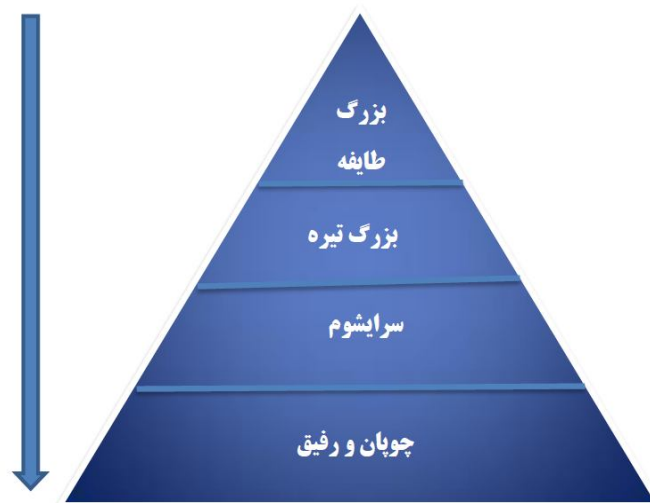 بزرگ
طایفه
بزرگ تیره
سرایشوم
چوپان و رفیق